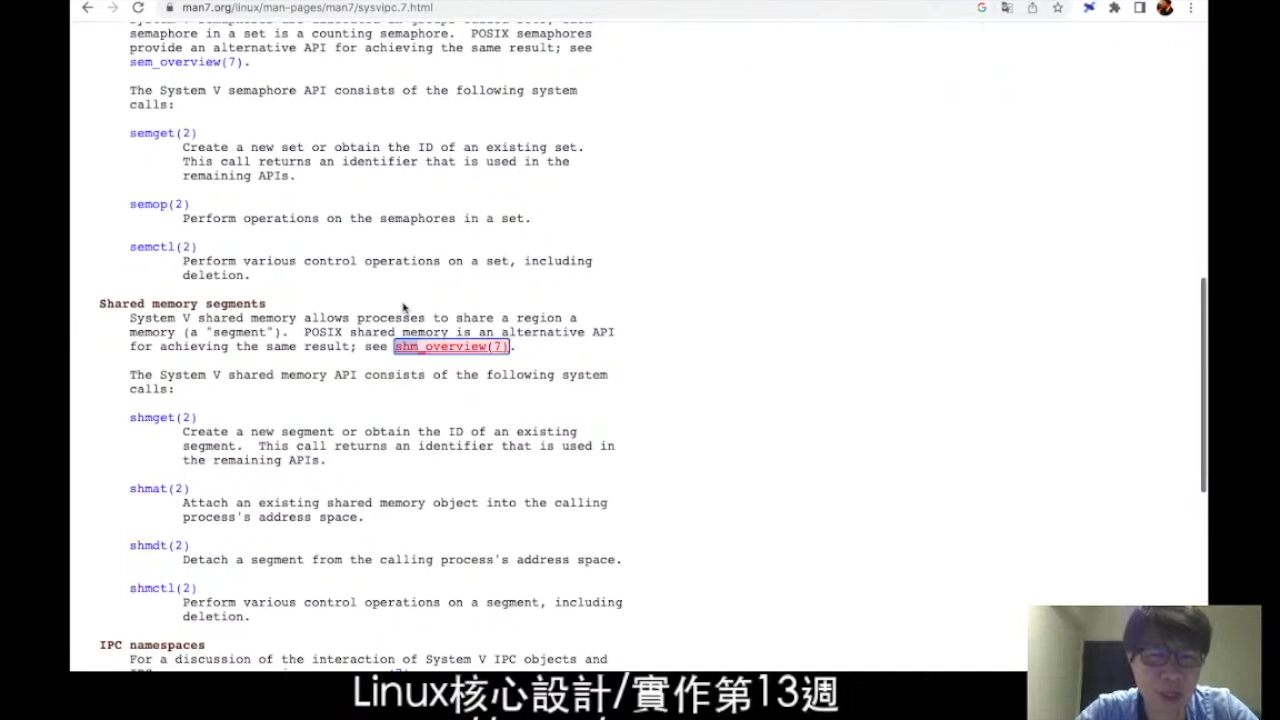 man7.org/linux/man-pages/man7/sysvipc.7.html
semaphore in a set is a counting semaphore.  POSIX semaphores
provide an alternative API for achieving the same result; see
sem_overview(7).
The System V semaphore API consists of the following system
calls:
semget(2)
Create a new set or obtain the ID of an existing set.
This call returns an identifier that is used in the
remaining APIs.
semop(2)
Perform operations on the semaphores in a set.
semctl(2)
Perform various control operations on a set, including
deletion.
Shared memory segments
System V shared memory allows processes to share a region a
memory (a "segment").  POSIX shared memory is an alternative API
for achieving the same result; see shm_overview(7).
The System V shared memory API consists of the following system
calls:
shmget(2)
Create a new segment or obtain the ID of an existing
segment.  This call returns an identifier that is used in
the remaining APIs.
shmat(2)
Attach an existing shared memory object into the calling
process's address space.
shmdt(2)
Detach a segment from the calling process's address space.
shmctl(2)
Perform various control operations on a segment, including
deletion.
IPC namespaces
For a discussion of the interaction of System V IPC objects and
Linux核心設計/實作第13週